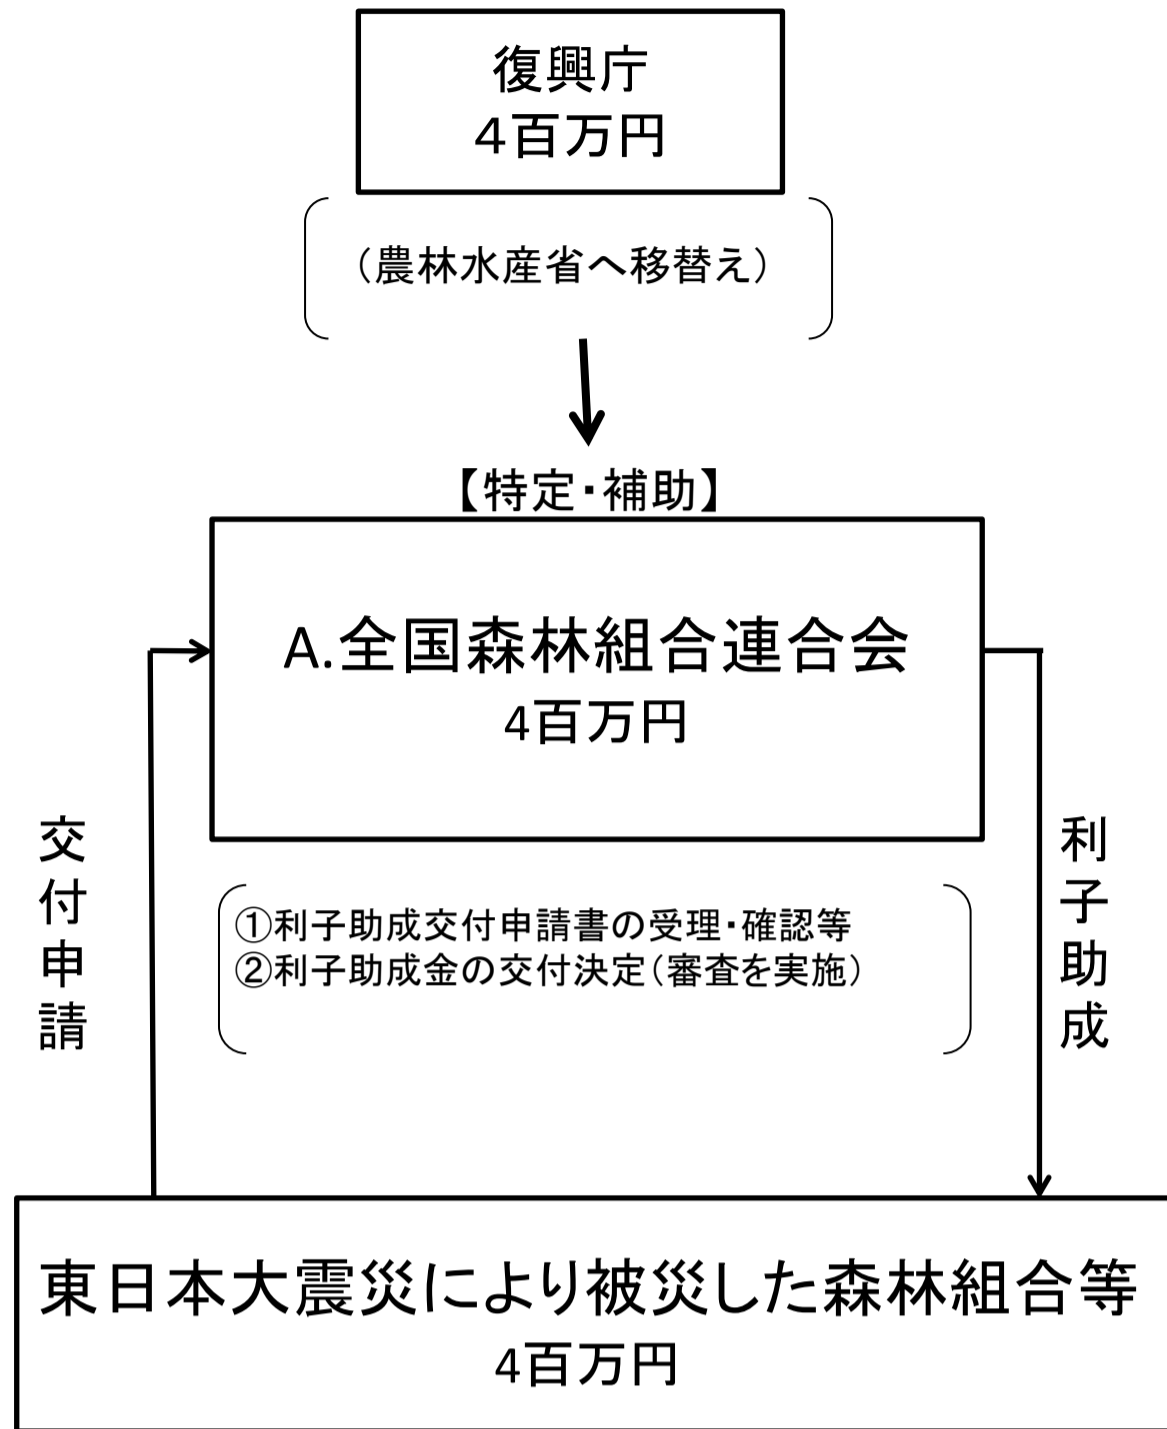 復興庁
4百万円
（農林水産省へ移替え）
【特定・補助】
A.全国森林組合連合会
4百万円
交付申請
利子助成
①利子助成交付申請書の受理・確認等
②利子助成金の交付決定（審査を実施）
東日本大震災により被災した森林組合等
4百万円